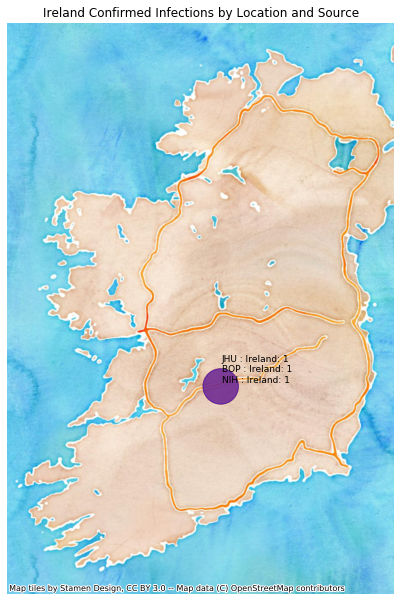 Ireland Confirmed Infections by Location and Source
JHU : Ireland: 1
BOP : Ireland: 1
NIH : Ireland: 1
Map tiles by Stamen Design, CC BY 3.0 -- Map data (C) OpenStreetMap contributors